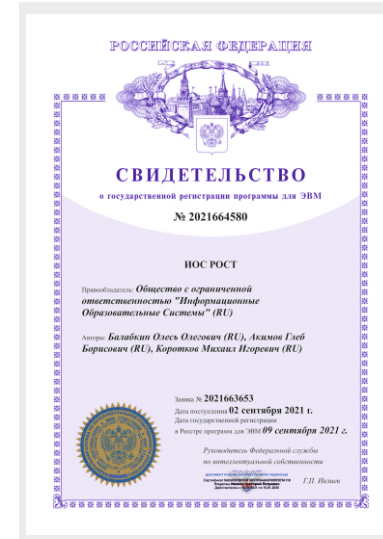 РОССИЙСКАЯ ФЕДЕРАЦИЯ
СВИДЕТЕЛЬСТВО
о государственной регистрации программы для ЭВМ
№ 2021664580
ИОС РОСТ
Правообладатель: Общество с ограниченной
ответственностью "Информационные
Образовательные Системы" (RU)
Авторы: Балабкин Олесь Олегович (RU), Акимов Глеб
Борисович (RU), Коротков Михаил Игоревич (RU)
Заявка № 2021663653
Дата поступления 02 сентября 2021 г.
Дата государственной регистрации
в Реестре программ для ЭВМ 09 сентября 2021 г.
Руководитель Федеральной службы
по интеллектуальной собственности
Г.П. Ивлиев